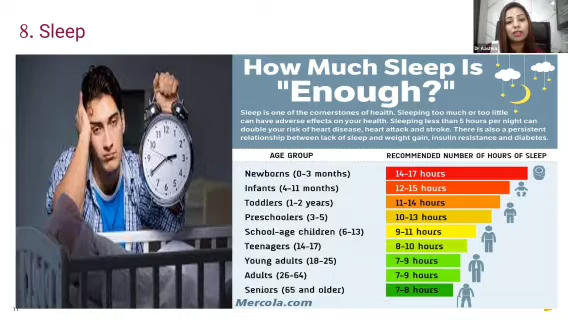 8. Sleep
Dr Aashita
How Much Sleep Is
"Enough?"
Sleep is one of the cornerstones of health. Sleeping too much or too little
can have adverse effects on your health. Sleeping less than 5 hours per night can
double your risk of heart disease, heart attack and stroke. There is also a persistent
relationship between lack of sleep and weight gain, insulin resistance and diabetes.
AGE GROUP RECOMMENDED NUMBER OF HOURS OF SLEEP
Newborns (0-3 months) 14-17 hours
Infants (4-11 months) 12-15 hours
Toddlers (1-2 years) 11-14 hours
Preschoolers (3-5) 10-13 hours
School-age children (6-13) 9-11 hours
Teenagers (14-17) 8-10 hours
Young adults (18-25) 7-9 hours
Adults (26-64) 7-9 hours
Seniors (65 and older) 7-8 hours
Mercola.com